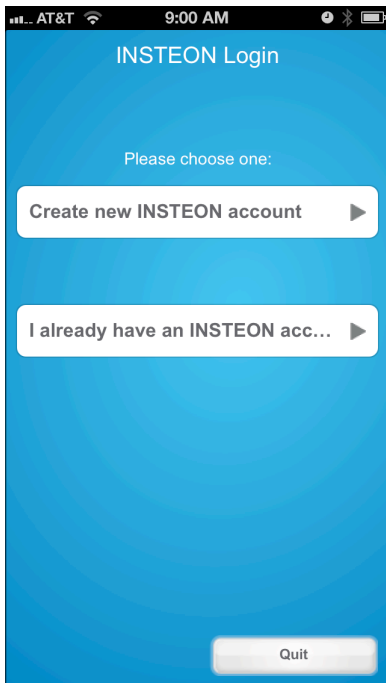 AT&T 9:00 AM
INSTEON Login
Please choose one:
Create new INSTEON account
I already have an INSTEON acc...
Quit